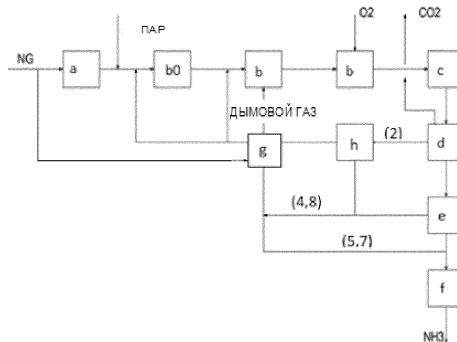 O2 CO2
ПАР
NG
a b0 b b c
ДЫМОВОЙ ГАЗ
g h (2) d
(4,8) e
(5,7)
f
NH3